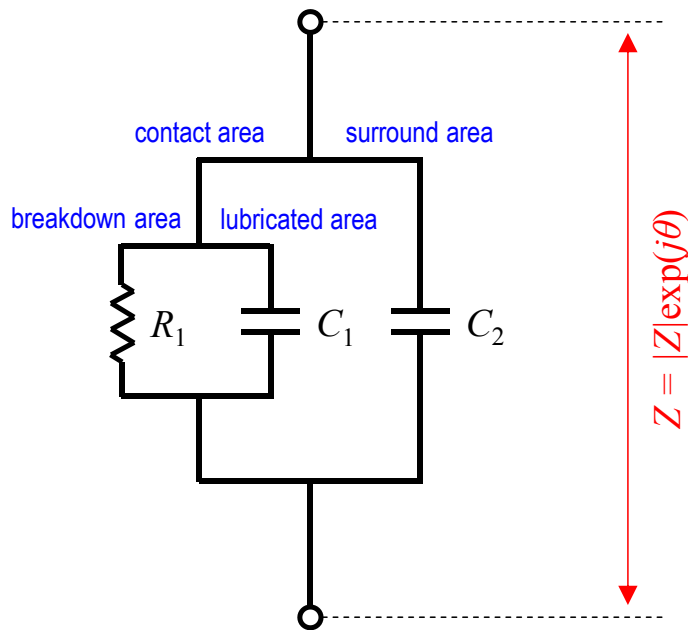 contact area
surround area
breakdown area
lubricated area
R₁
C₁
C₂
Z = |Z|exp(jθ)